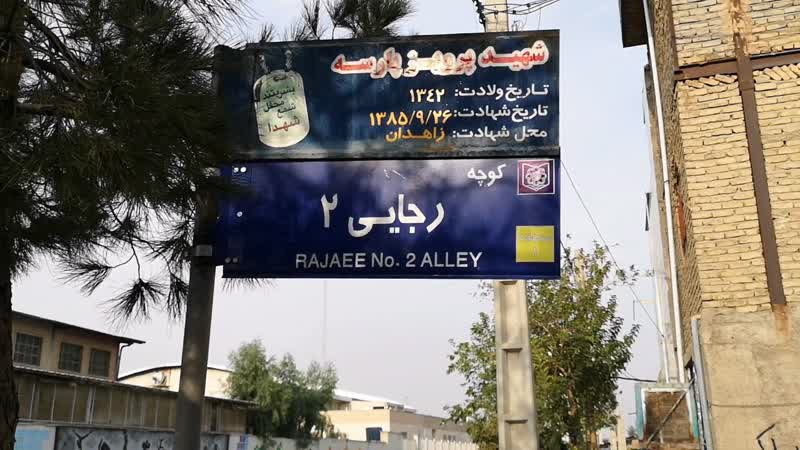 شهید پرویز پارسه
تاریخ ولادت: ۱۳۴۲
تاریخ شهادت: ۱۳۸۵/۹/۲۶
محل شهادت: زاهدان
شهدا
کوچه
رجایی ۲
RAJAEE No. 2 ALLEY